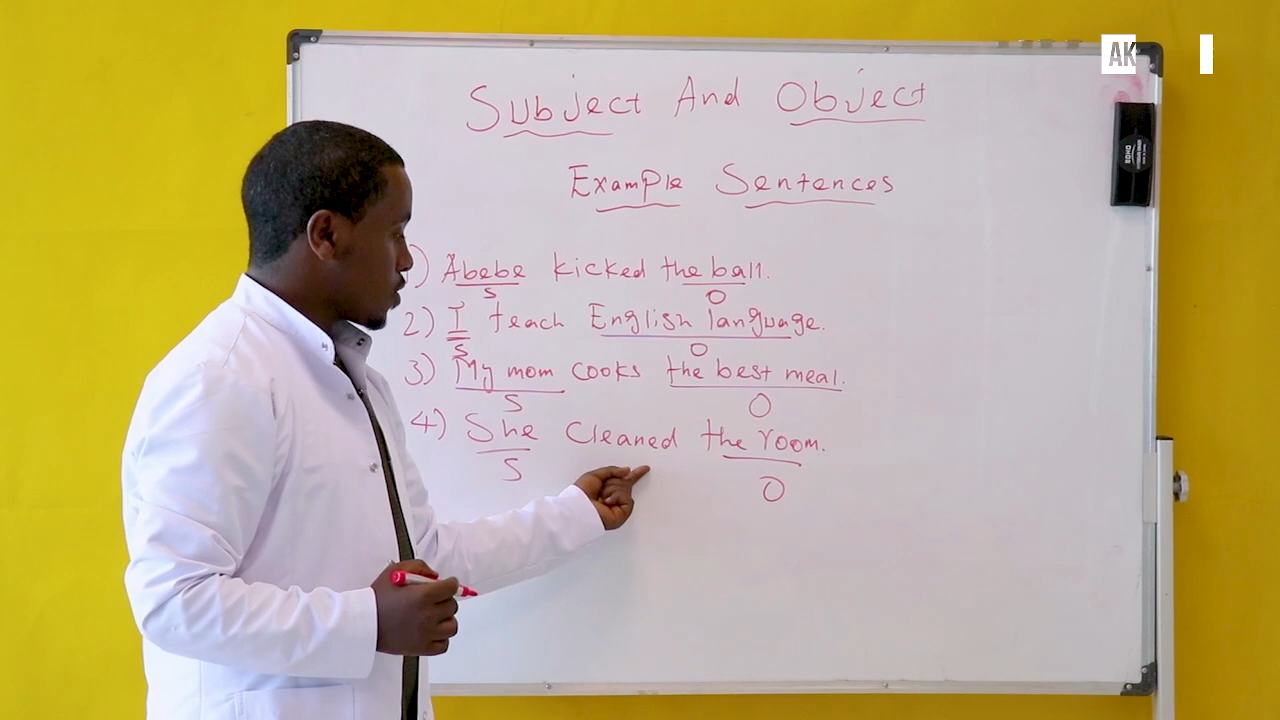 AK
Subject And Object
Example Sentences
1) Abebe kicked the ball.
S O
2) I teach English language.
S O
3) My mom cooks the best meal.
S O
4) She Cleaned the room.
S O